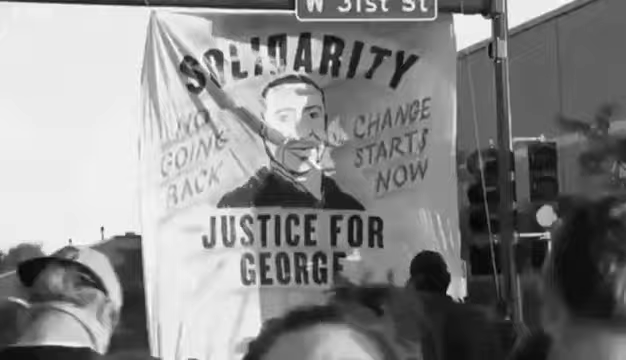 W 31st St
SOLIDARITY
NO
GOING
BACK
CHANGE
STARTS
NOW
JUSTICE FOR
GEORGE